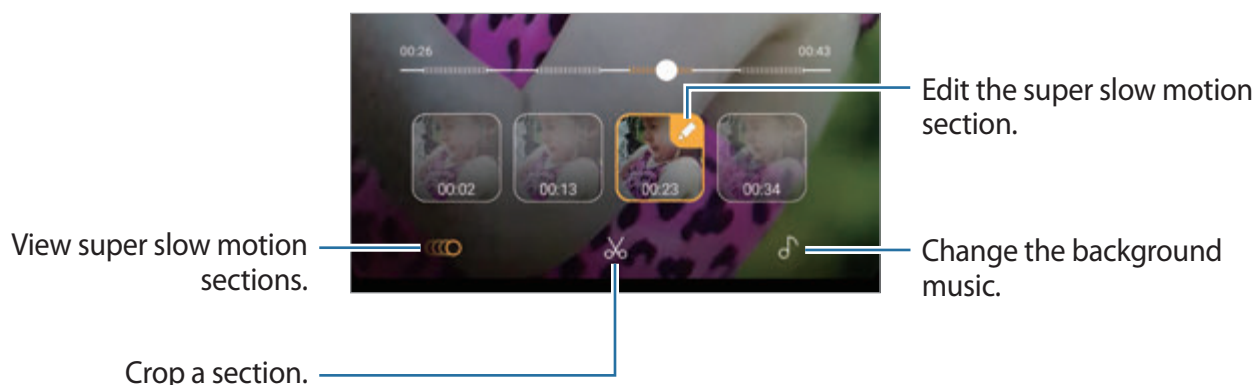 00:26
00:43
Edit the super slow motion
section.
00:02
00:13
00:23
00:34
View super slow motion
sections.
Change the background
music.
Crop a section.